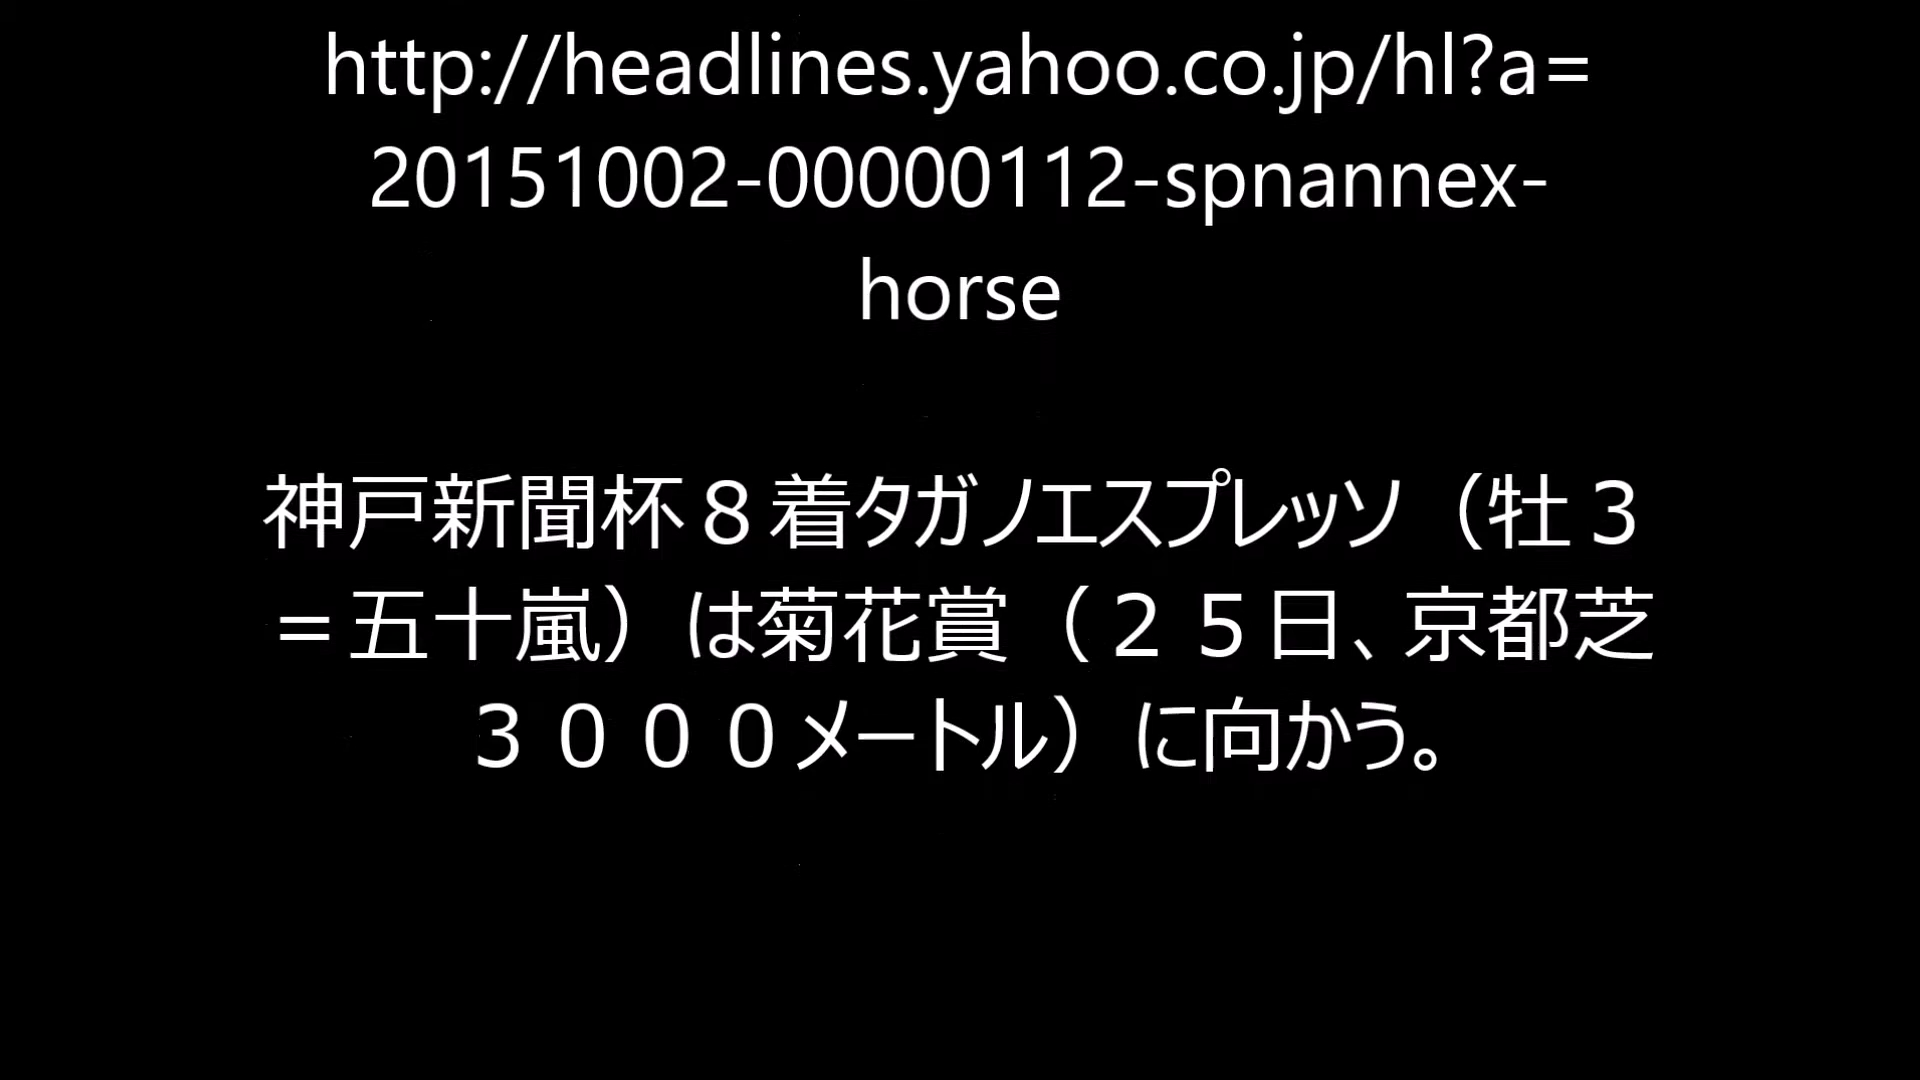 http://headlines.yahoo.co.jp/hl?a=
20151002-00000112-spnannex-
horse
神戸新聞杯８着タガノエスプレッソ（牡３
＝五十嵐）は菊花賞（２５日、京都芝
３０００メートル）に向かう。